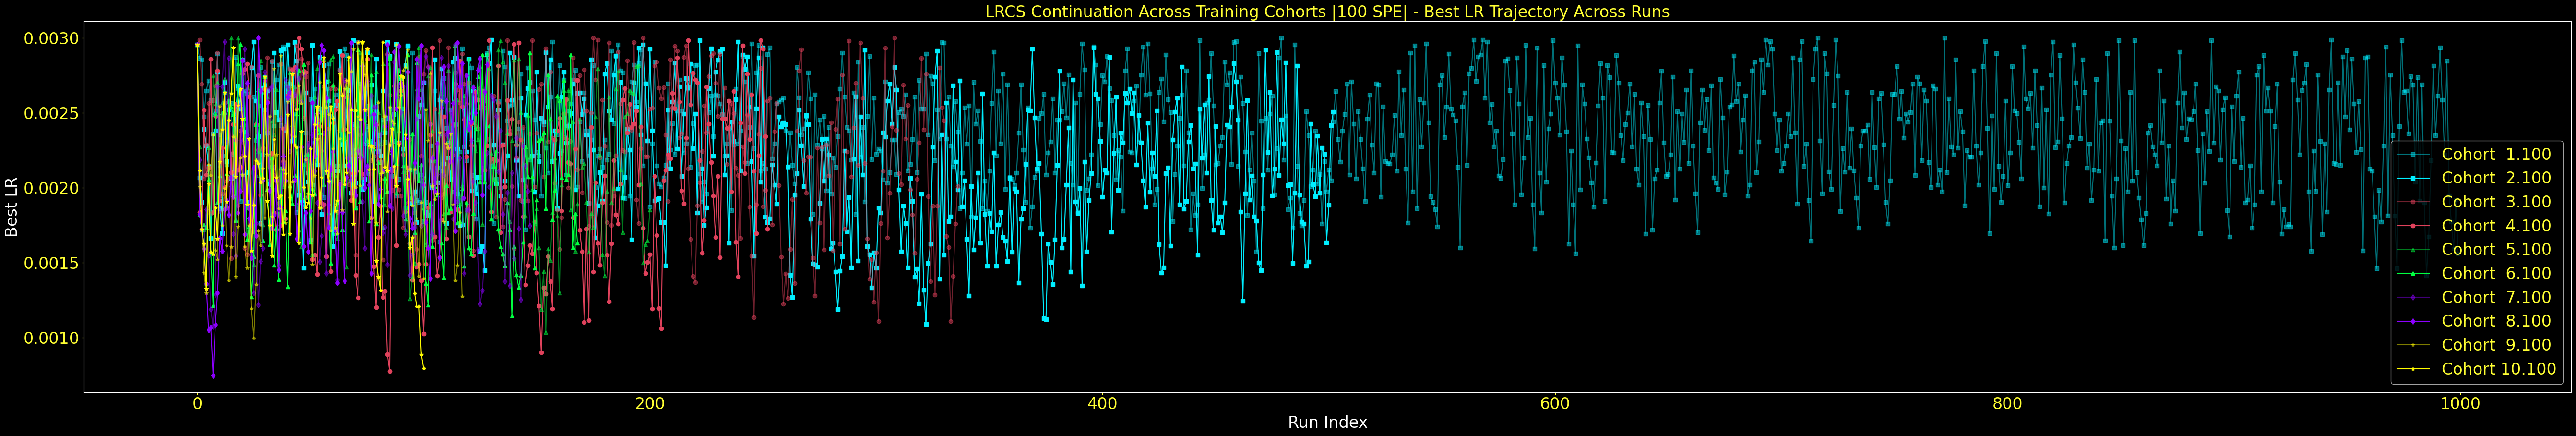 LRCS Continuation Across Training Cohorts |100 SPE| - Best LR Trajectory Across Runs
0.0030
0.0025
0.0020
0.0015
0.0010
Best LR
0 200 400 600 800 1000
Run Index
Cohort 1.100
Cohort 2.100
Cohort 3.100
Cohort 4.100
Cohort 5.100
Cohort 6.100
Cohort 7.100
Cohort 8.100
Cohort 9.100
Cohort 10.100